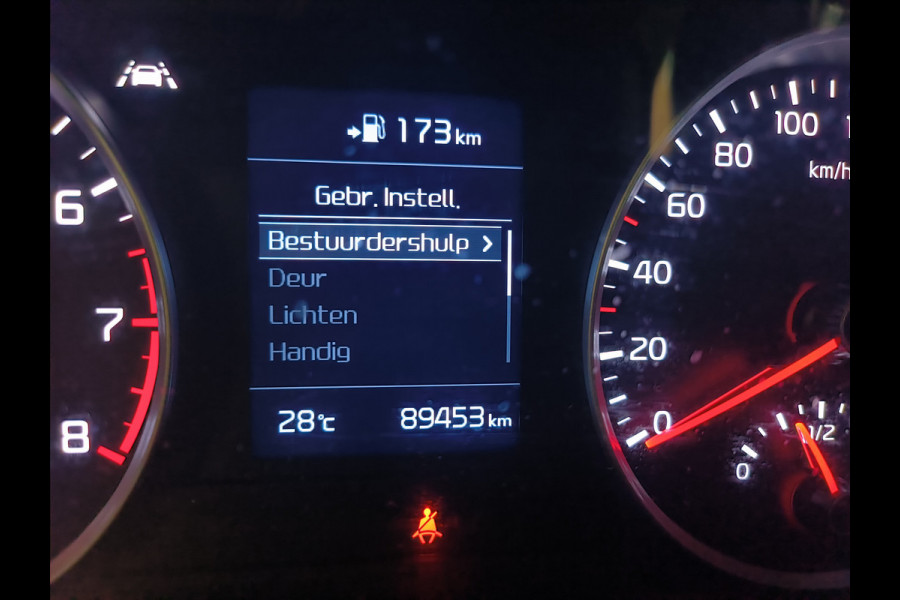 173 km
Gebr. Instell.
Bestuurdershulp
Deur
Lichten
Handig
28°C
89453 km
6
7
8
100
80
km/h
60
40
20
0
0
1/2